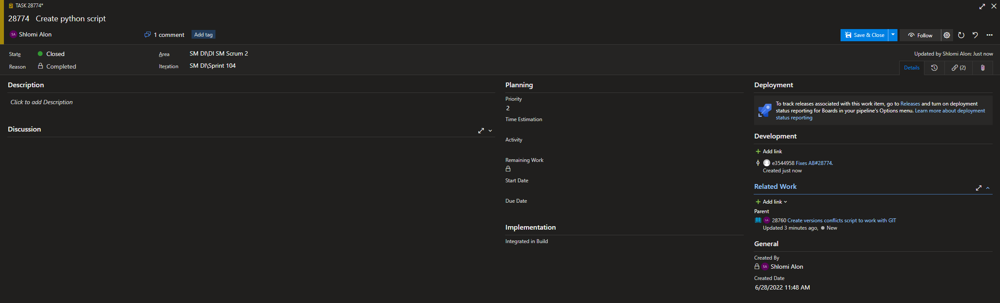 TASK 28774*
28774 Create python script
SA Shlomi Alon
1 comment
Add tag
Save & Close
Follow
State
Closed
Area
SM DI\DI SM Scrum 2
Updated by Shlomi Alon: Just now
Reason
Completed
Iteration
SM DI\Sprint 104
Details
(2)
Description
Click to add Description
Discussion
Planning
Priority
2
Time Estimation
Activity
Remaining Work
Start Date
Due Date
Implementation
Integrated in Build
Deployment
To track releases associated with this work item, go to Releases and turn on deployment
status reporting for Boards in your pipeline's Options menu. Learn more about deployment
status reporting
Development
Add link
e3544958 Fixes AB#28774.
Created just now
Related Work
Add link
Parent
SA 28760 Create versions conflicts script to work with GIT
Updated 3 minutes ago, New
General
Created By
SA Shlomi Alon
Created Date
6/28/2022 11:48 AM